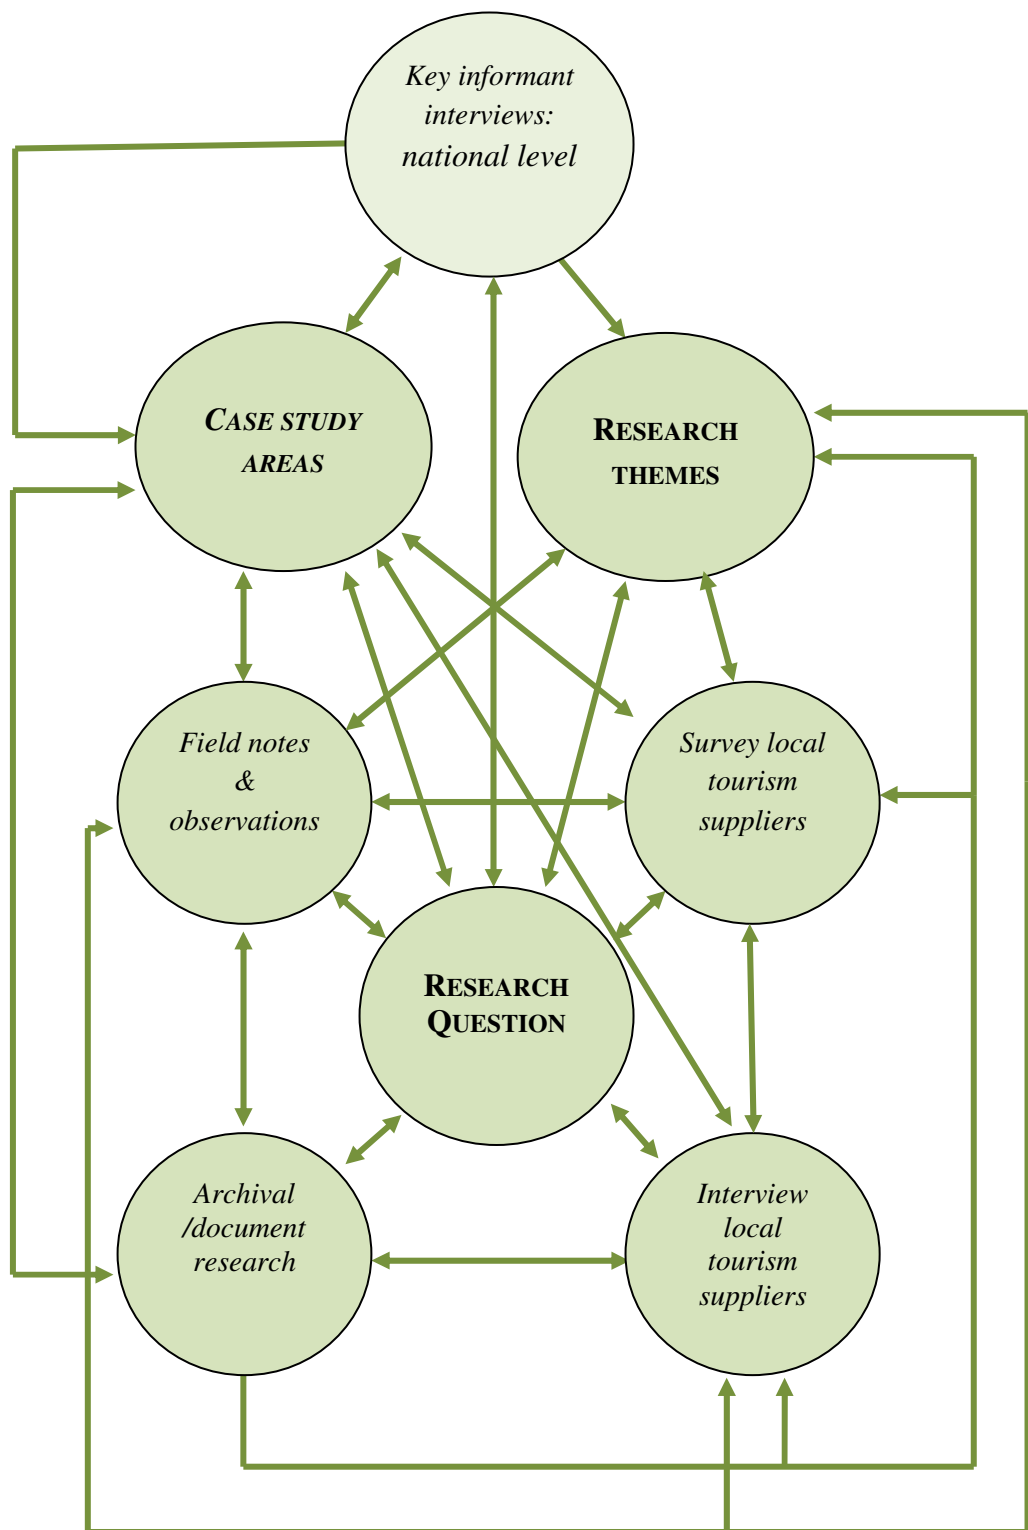 Key informant
interviews:
national level
CASE STUDY
AREAS
RESEARCH
THEMES
Field notes
&
observations
Survey local
tourism
suppliers
RESEARCH
QUESTION
Archival
/document
research
Interview
local
tourism
suppliers